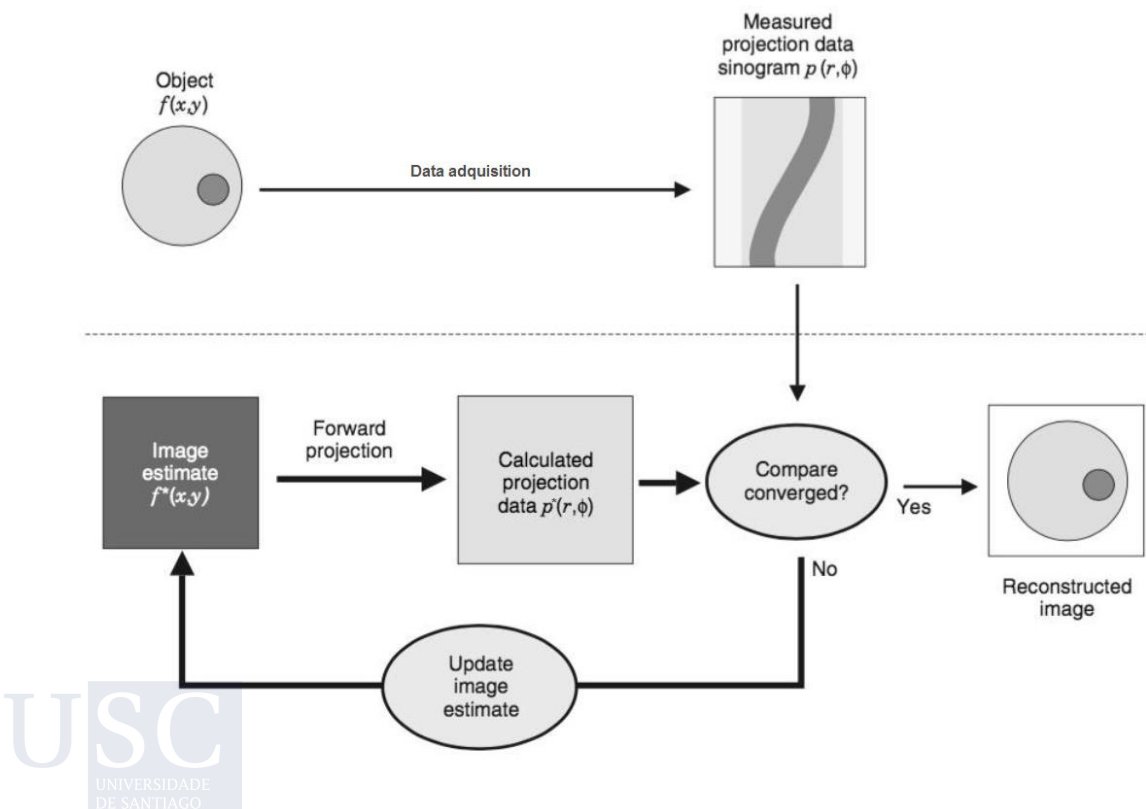 Measured
projection data
sinogram p (r,ϕ)
Object
f(x,y)
Data adquisition
Image
estimate
f*(x,y)
Forward
projection
Calculated
projection
data p*(r,ϕ)
Compare
converged?
Yes
No
Reconstructed
image
Update
image
estimate
USC
UNIVERSIDADE
DE SANTIAGO